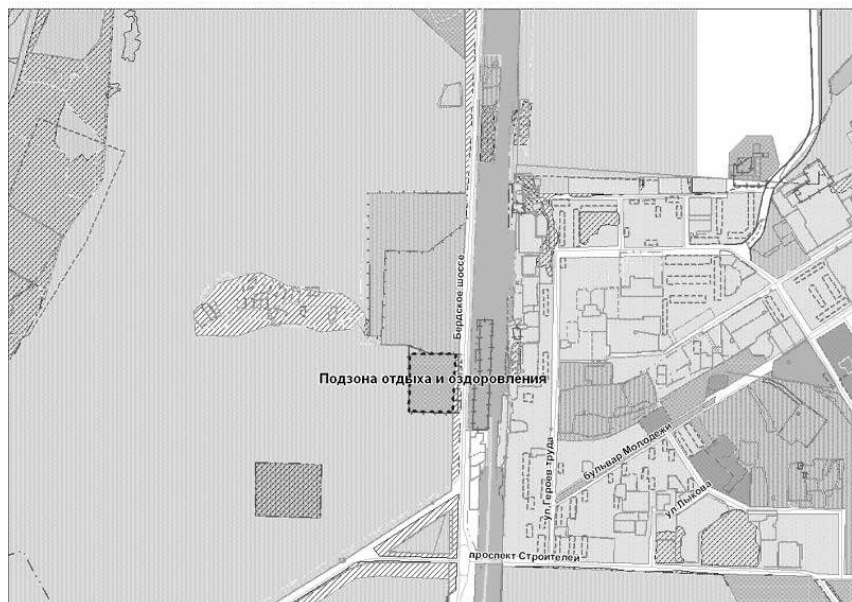 Бердское шоссе
Подзона отдыха и оздоровления
ул.Героев труда
бульвар Молодежи
ул.Лыкова
проспект Строителей